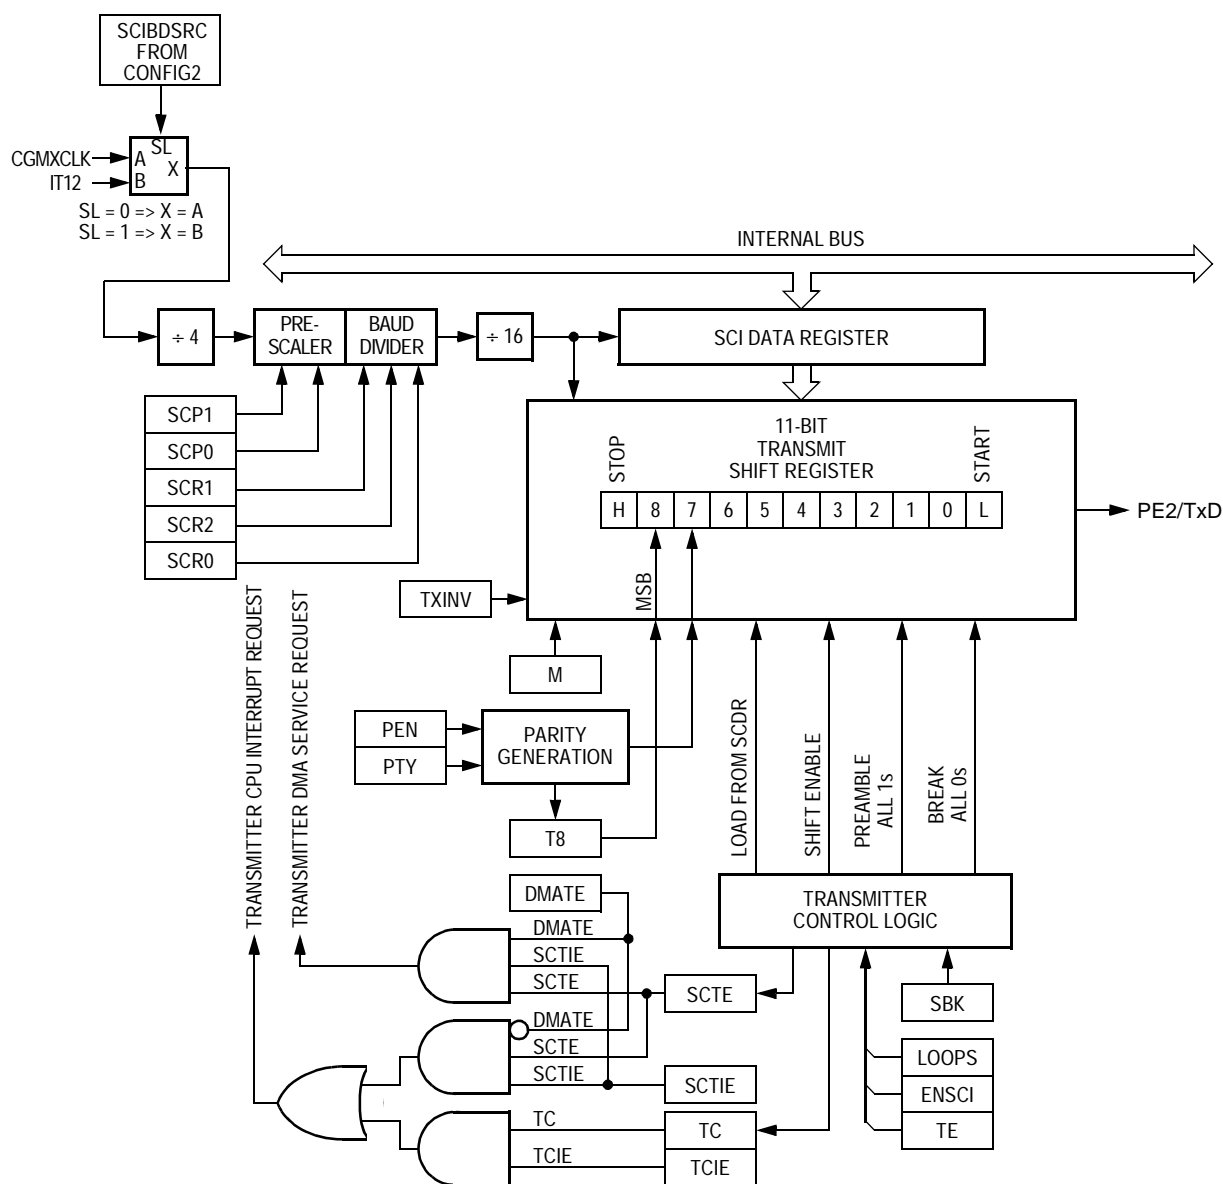 SCIBDSRC
FROM
CONFIG2
SL
CGMXCLK
A
X
IT12
B
SL = 0 => X = A
SL = 1 => X = B
INTERNAL BUS
÷ 4
PRE-
SCALER
BAUD
DIVIDER
÷ 16
SCI DATA REGISTER
SCP1
SCP0
SCR1
SCR2
SCR0
11-BIT
TRANSMIT
SHIFT REGISTER
STOP
START
H 8 7 6 5 4 3 2 1 0 L
PE2/TxD
MSB
TXINV
M
PEN
PTY
PARITY
GENERATION
T8
TRANSMITTER CPU INTERRUPT REQUEST
TRANSMITTER DMA SERVICE REQUEST
LOAD FROM SCDR
SHIFT ENABLE
PREAMBLE
ALL 1s
BREAK
ALL 0s
TRANSMITTER
CONTROL LOGIC
DMATE
DMATE
SCTIE
SCTE
SCTE
SBK
DMATE
SCTE
SCTIE
SCTIE
LOOPS
ENSCI
TE
TC
TC
TCIE
TCIE